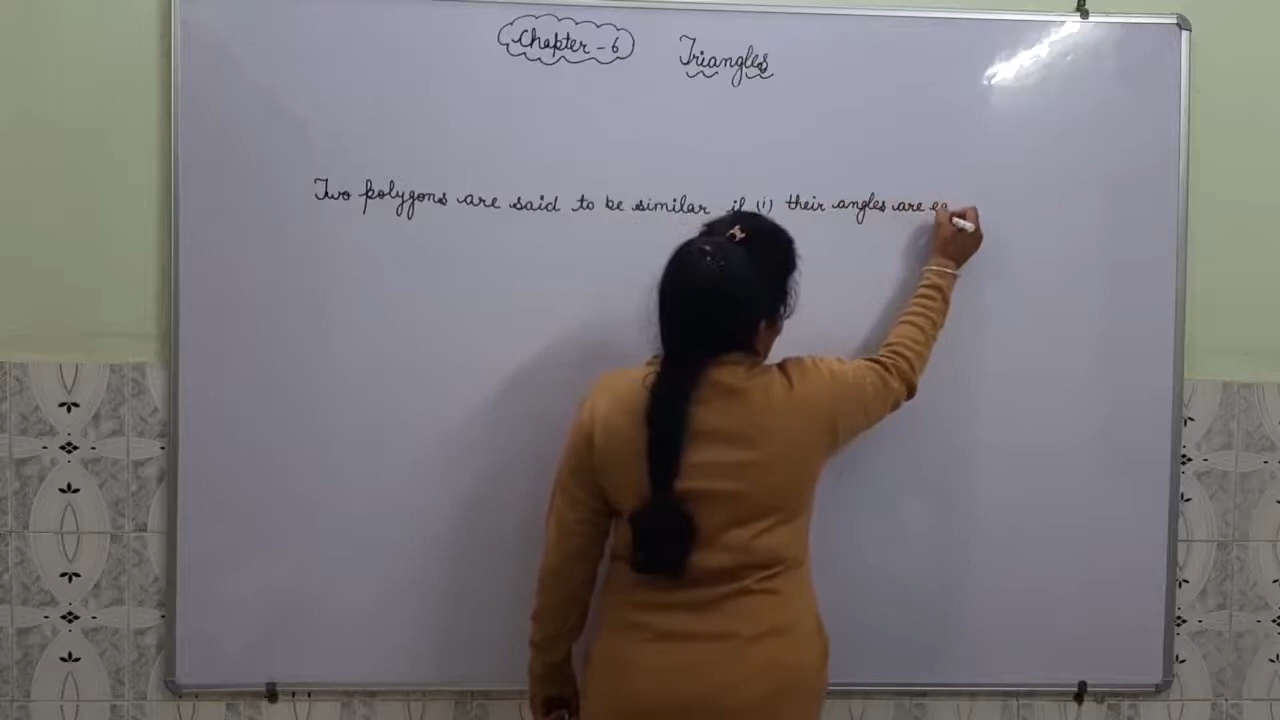 Chapter - 6 Triangles
Two polygons are said to be similar if (i) their angles are